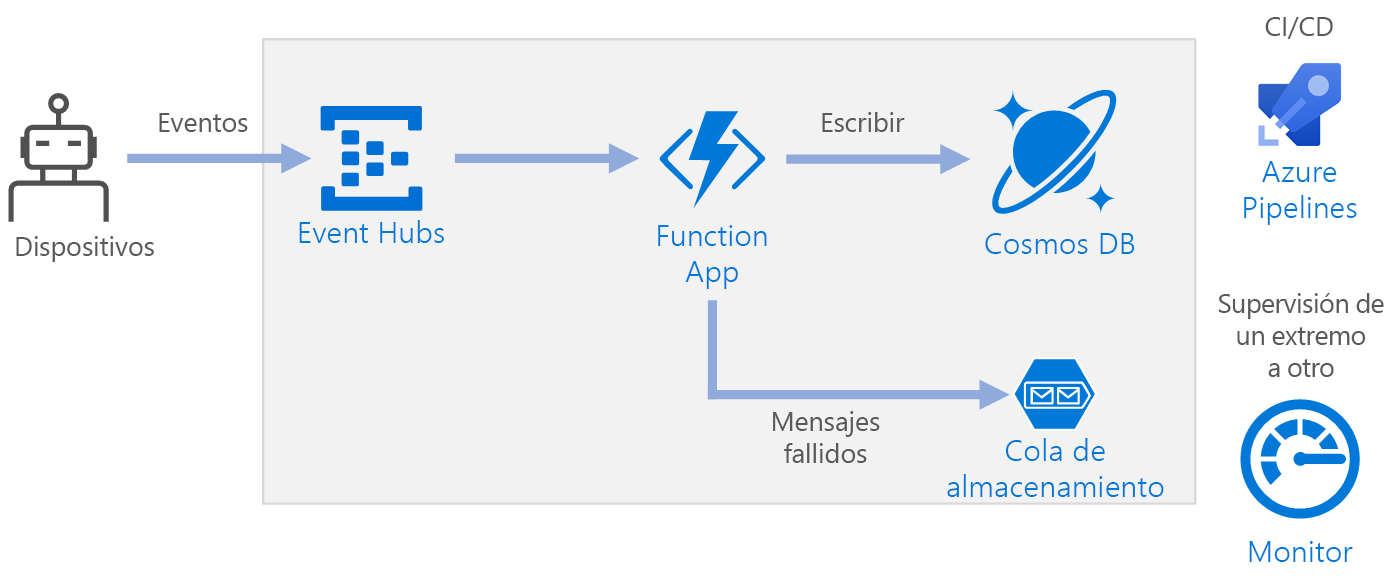 CI/CD
Azure
Pipelines
Eventos
Escribir
Dispositivos
Event Hubs
Function
App
Cosmos DB
Supervisión de
un extremo
a otro
Mensajes
fallidos
Cola de
almacenamiento
Monitor